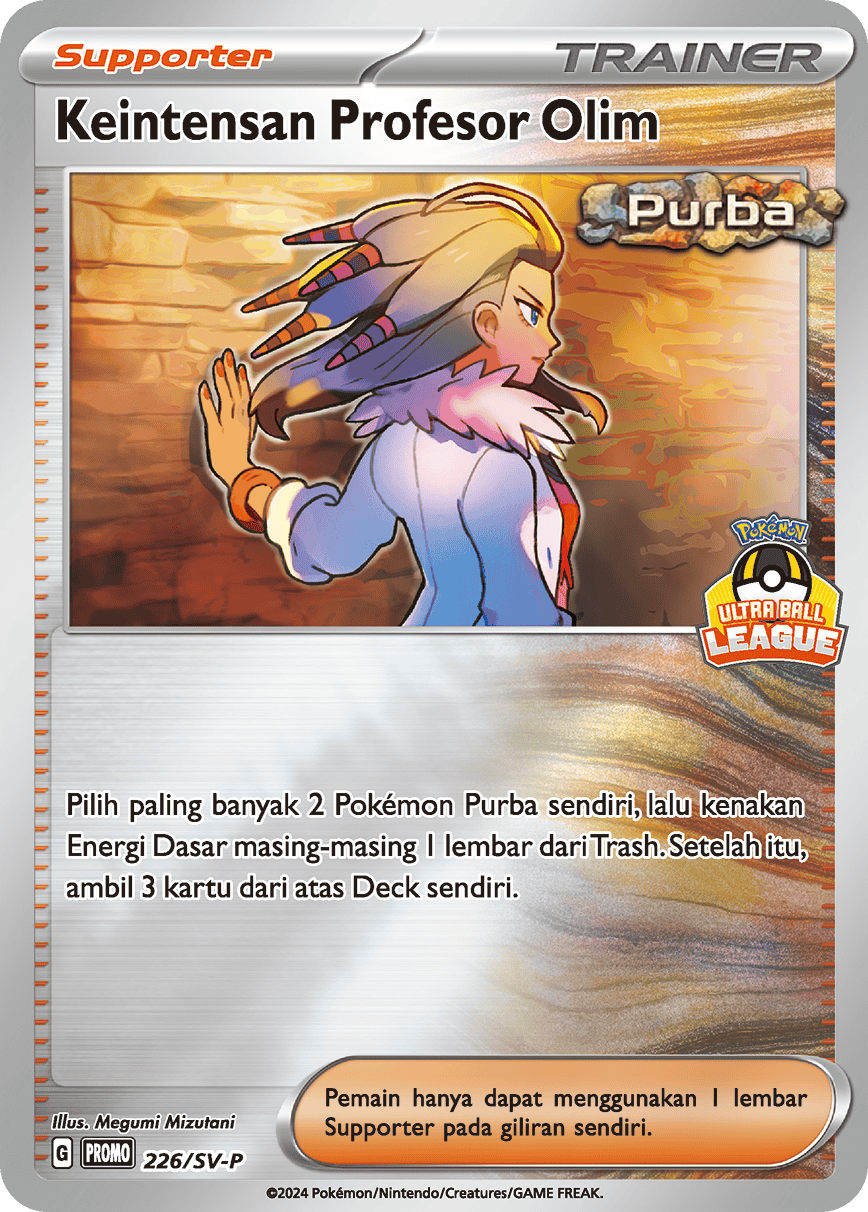 Supporter
TRAINER
Keintensan Profesor Olim
Purba
Pokémon
ULTRA BALL
LEAGUE
Pilih paling banyak 2 Pokémon Purba sendiri, lalu kenakan
Energi Dasar masing-masing 1 lembar dari Trash. Setelah itu,
ambil 3 kartu dari atas Deck sendiri.
Pemain hanya dapat menggunakan 1 lembar
Supporter pada giliran sendiri.
Illus. Megumi Mizutani
G PROMO 226/SV-P
©2024 Pokémon/Nintendo/Creatures/GAME FREAK.